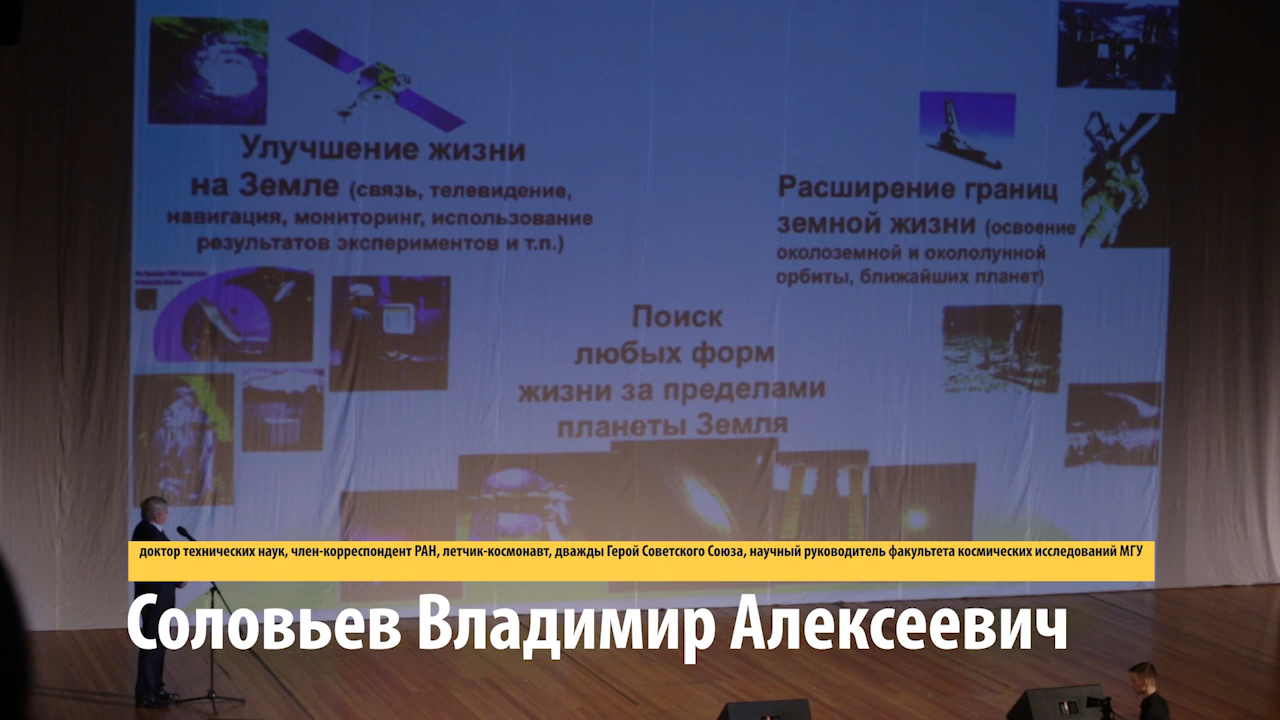 Улучшение жизни
на Земле (связь, телевидение,
навигация, мониторинг, использование
результатов экспериментов и т.п.)
Расширение границ
земной жизни (освоение
околоземной и окололунной
орбиты, ближайших планет)
Поиск
любых форм
жизни за пределами
планеты Земля
доктор технических наук, член-корреспондент РАН, летчик-космонавт, дважды Герой Советского Союза, научный руководитель факультета космических исследований МГУ
Соловьев Владимир Алексеевич